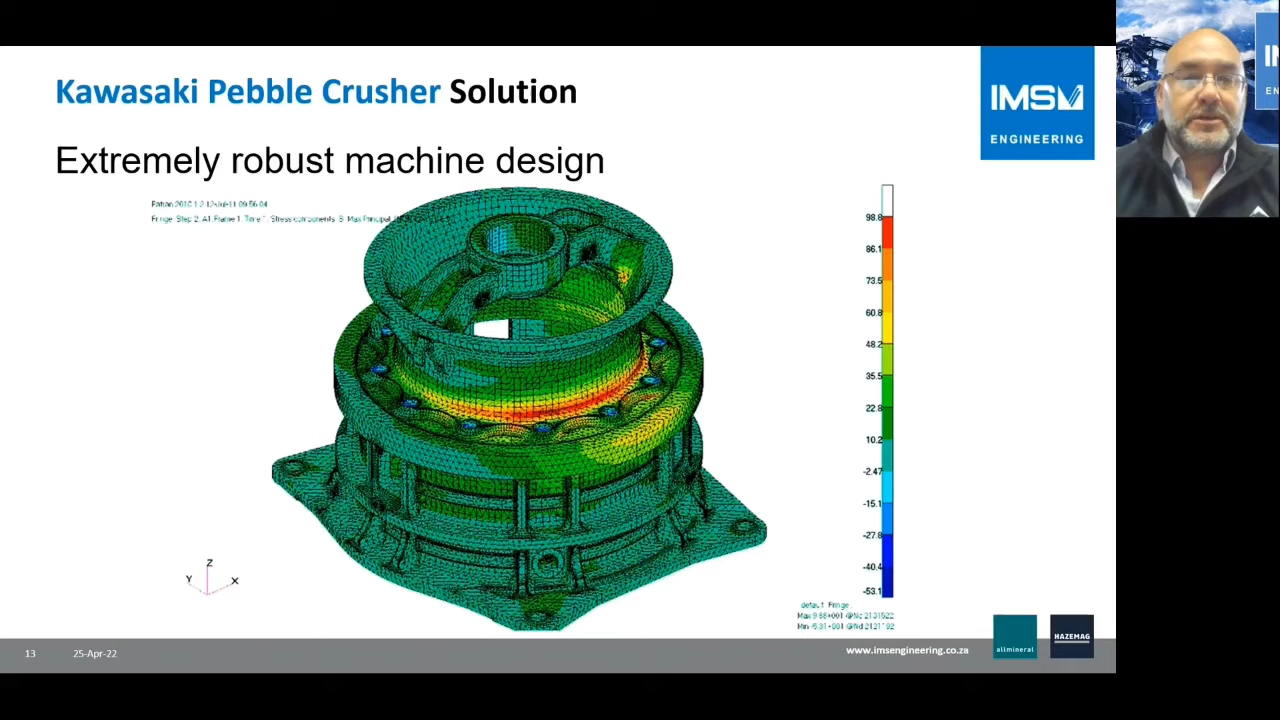 Kawasaki Pebble Crusher Solution
Extremely robust machine design
IMS
ENGINEERING
98.8
86.1
73.5
60.8
48.2
35.5
22.8
10.2
-2.47
-15.1
-27.8
-40.4
-53.1
Z
Y
X
13
25-Apr-22
www.imsengineering.co.za
allmineral
HAZEMAG